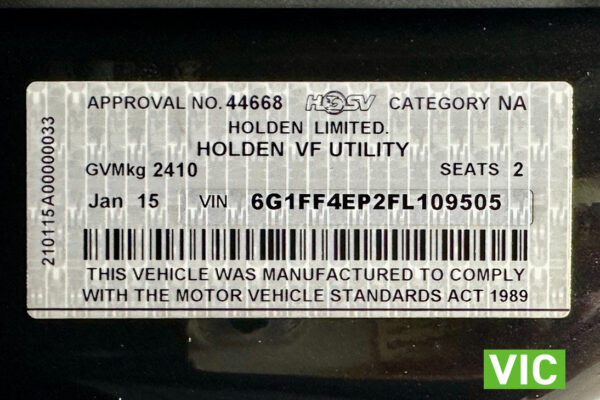 APPROVAL NO. 44668 HSV CATEGORY NA
HOLDEN LIMITED.
HOLDEN VF UTILITY
GVMkg 2410 SEATS 2
Jan 15 VIN 6G1FF4EP2FL109505
THIS VEHICLE WAS MANUFACTURED TO COMPLY
WITH THE MOTOR VEHICLE STANDARDS ACT 1989
210115A00000033
VIC